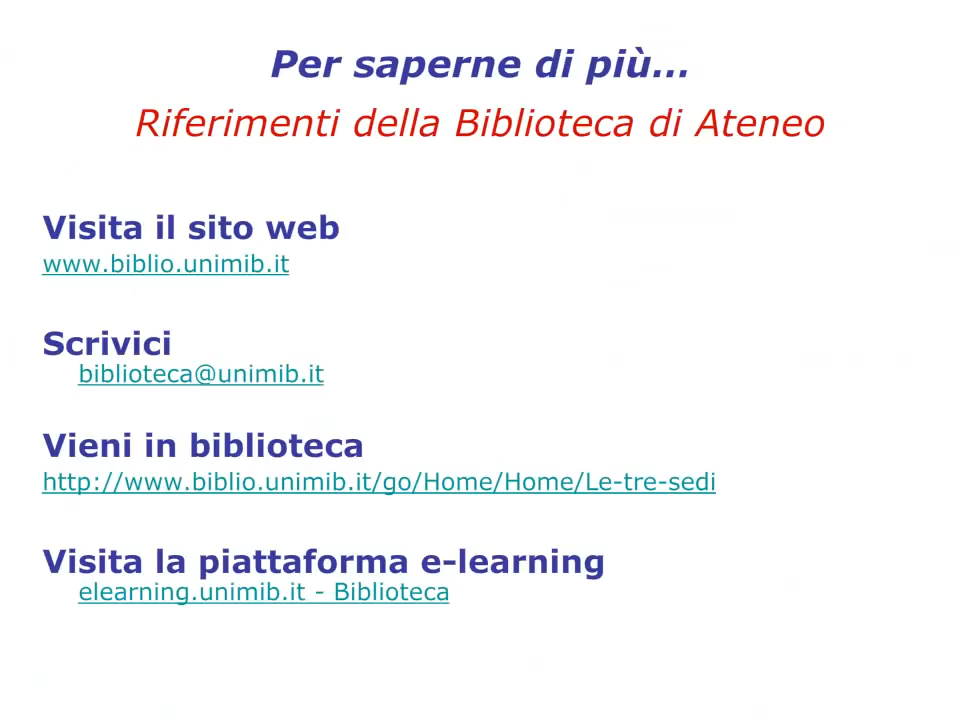 Per saperne di più...
Riferimenti della Biblioteca di Ateneo
Visita il sito web
www.biblio.unimib.it
Scrivici
biblioteca@unimib.it
Vieni in biblioteca
http://www.biblio.unimib.it/go/Home/Home/Le-tre-sedi
Visita la piattaforma e-learning
elearning.unimib.it - Biblioteca